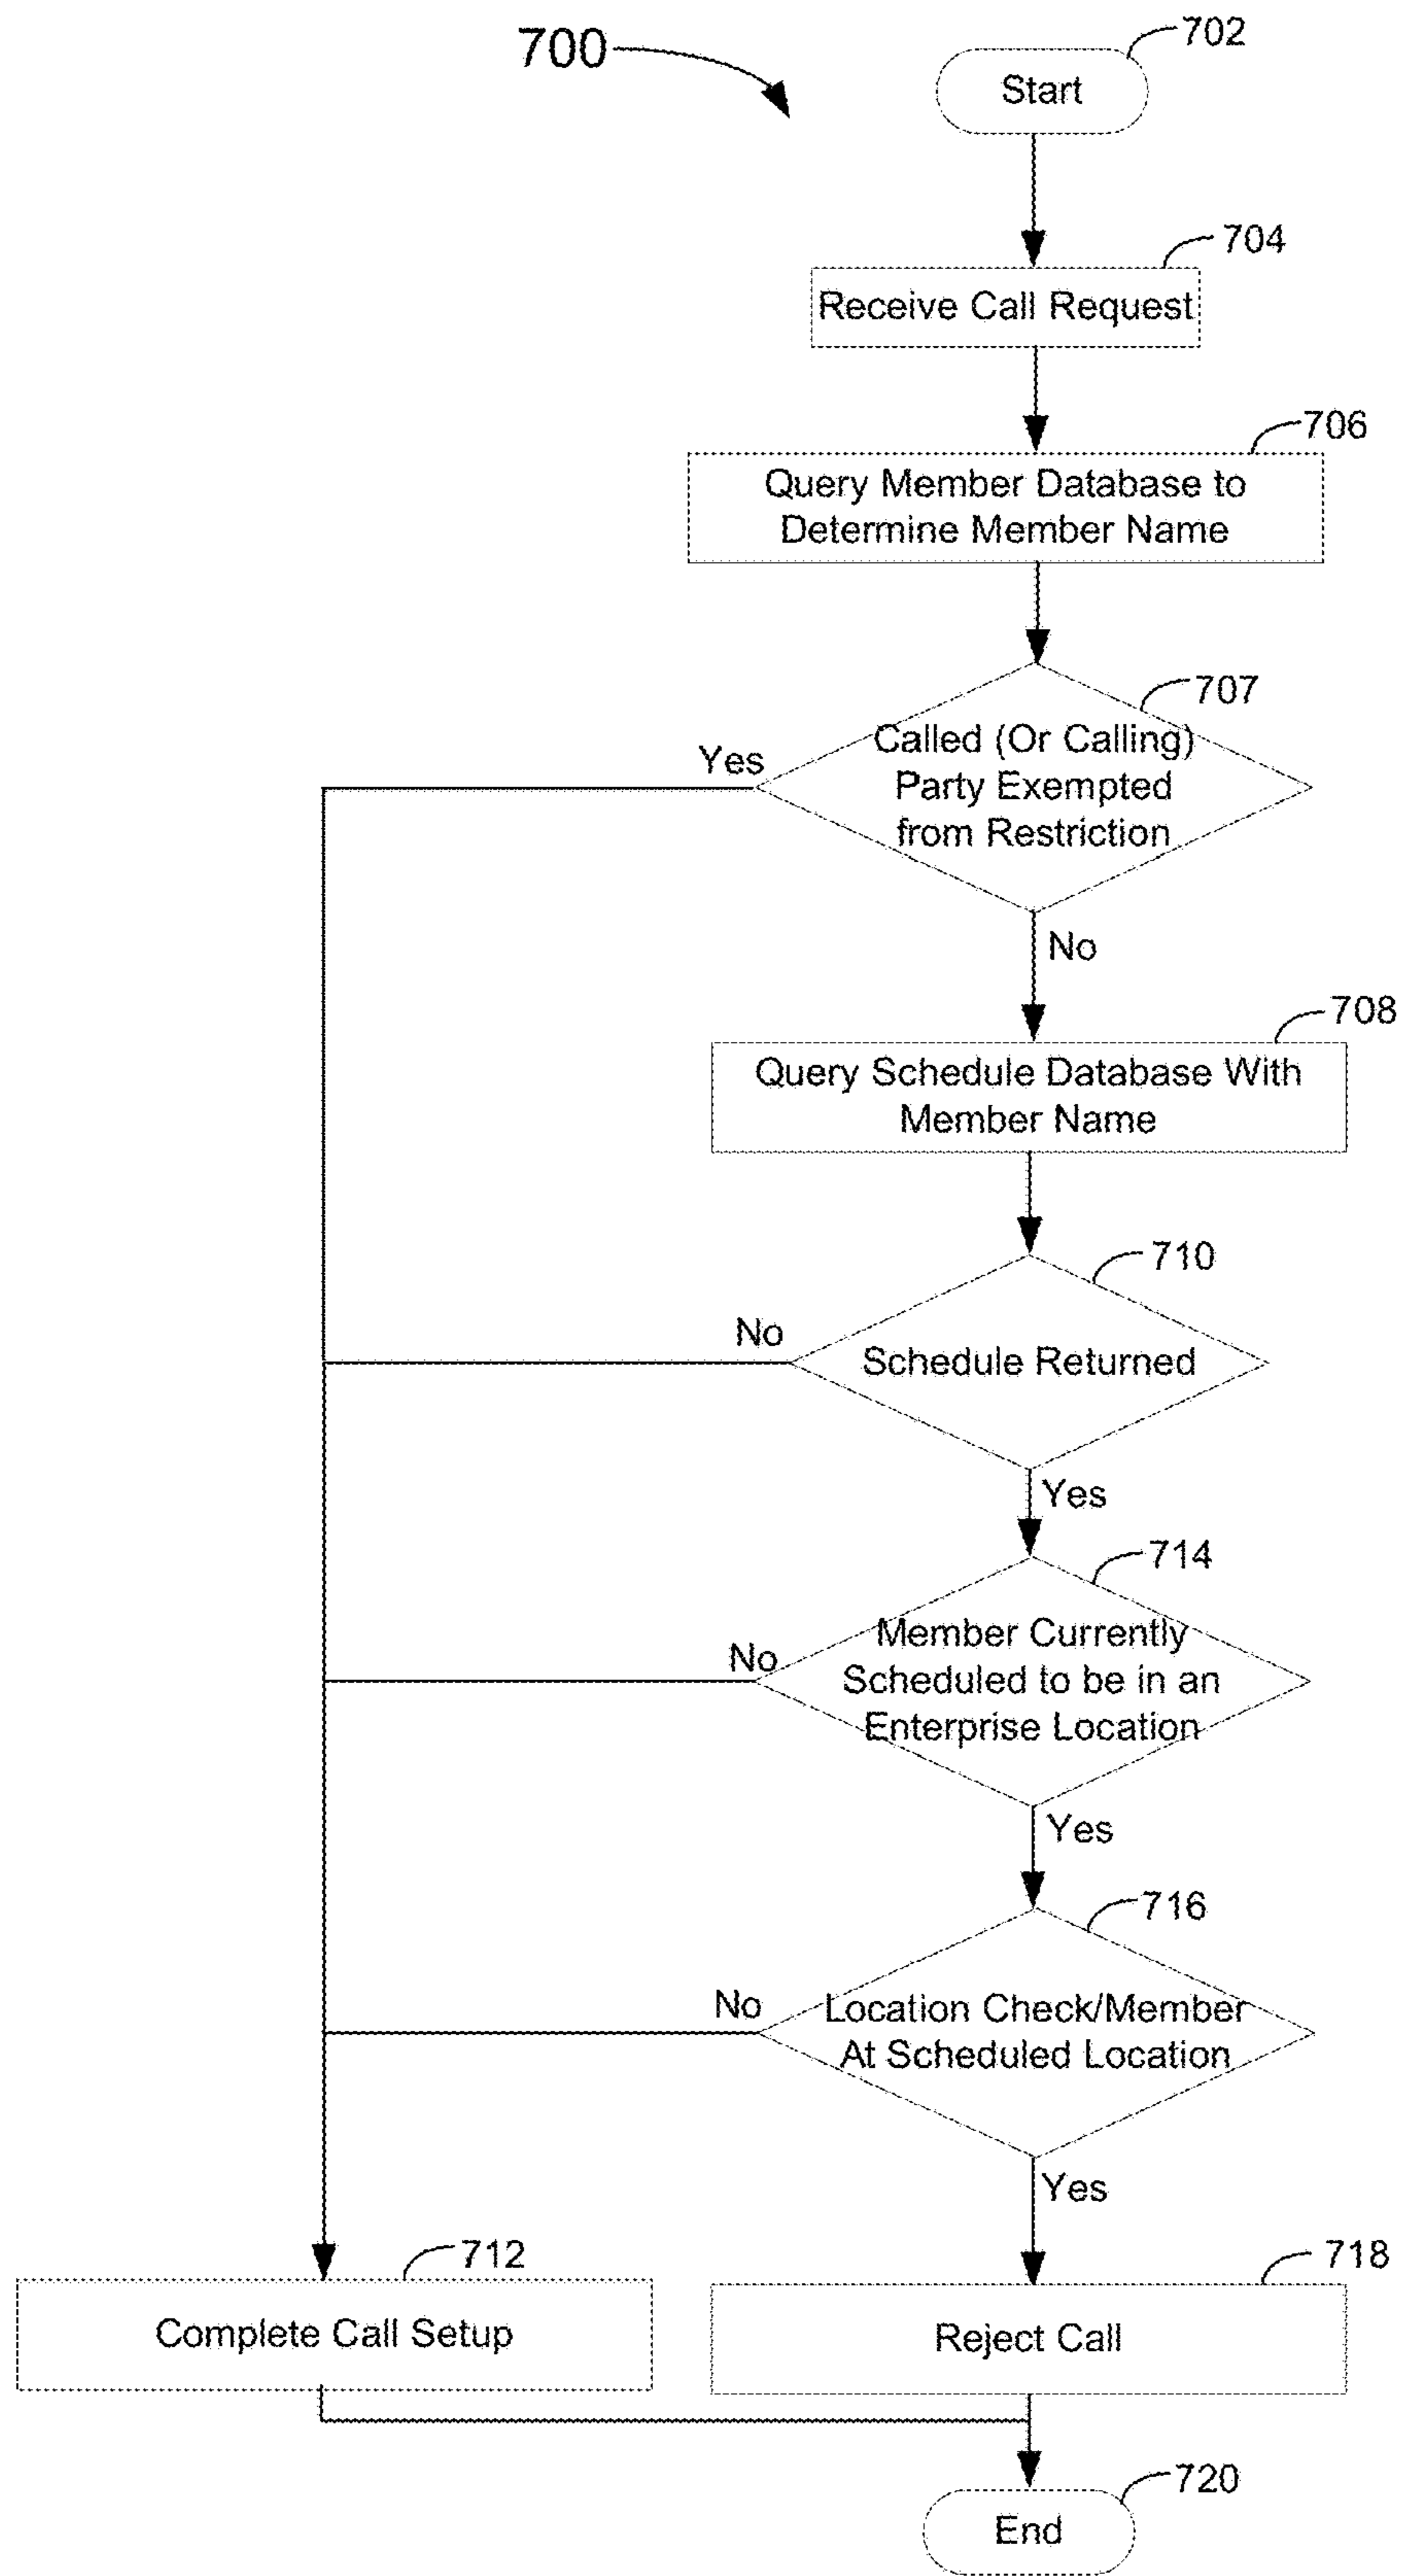 700
702
Start
704
Receive Call Request
706
Query Member Database to
Determine Member Name
707
Called (Or Calling)
Party Exempted
from Restriction
Yes
No
708
Query Schedule Database With
Member Name
710
No
Schedule Returned
Yes
714
Member Currently
Scheduled to be in an
Enterprise Location
No
Yes
716
No
Location Check/Member
At Scheduled Location
Yes
712
Complete Call Setup
718
Reject Call
720
End